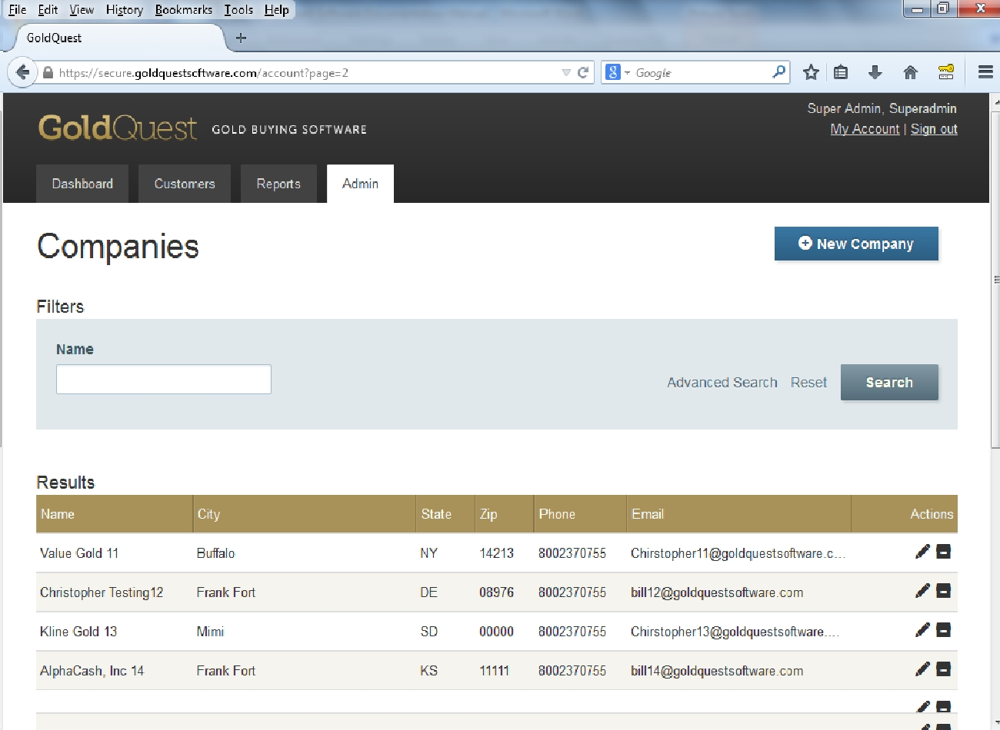 File Edit View History Bookmarks Tools Help
GoldQuest
https://secure.goldquestsoftware.com/account?page=2
Google
Super Admin, Superadmin
GoldQuest GOLD BUYING SOFTWARE
My Account | Sign out
Dashboard Customers Reports Admin
Companies
New Company
Filters
Name
Advanced Search Reset Search
Results
Name City State Zip Phone Email Actions
Value Gold 11 Buffalo NY 14213 8002370755 Chirstopher11@goldquestsoftware.c...
Christopher Testing12 Frank Fort DE 08976 8002370755 bill12@goldquestsoftware.com
Kline Gold 13 Mimi SD 00000 8002370755 Chirstopher13@goldquestsoftware....
AlphaCash, Inc 14 Frank Fort KS 11111 8002370755 bill14@goldquestsoftware.com